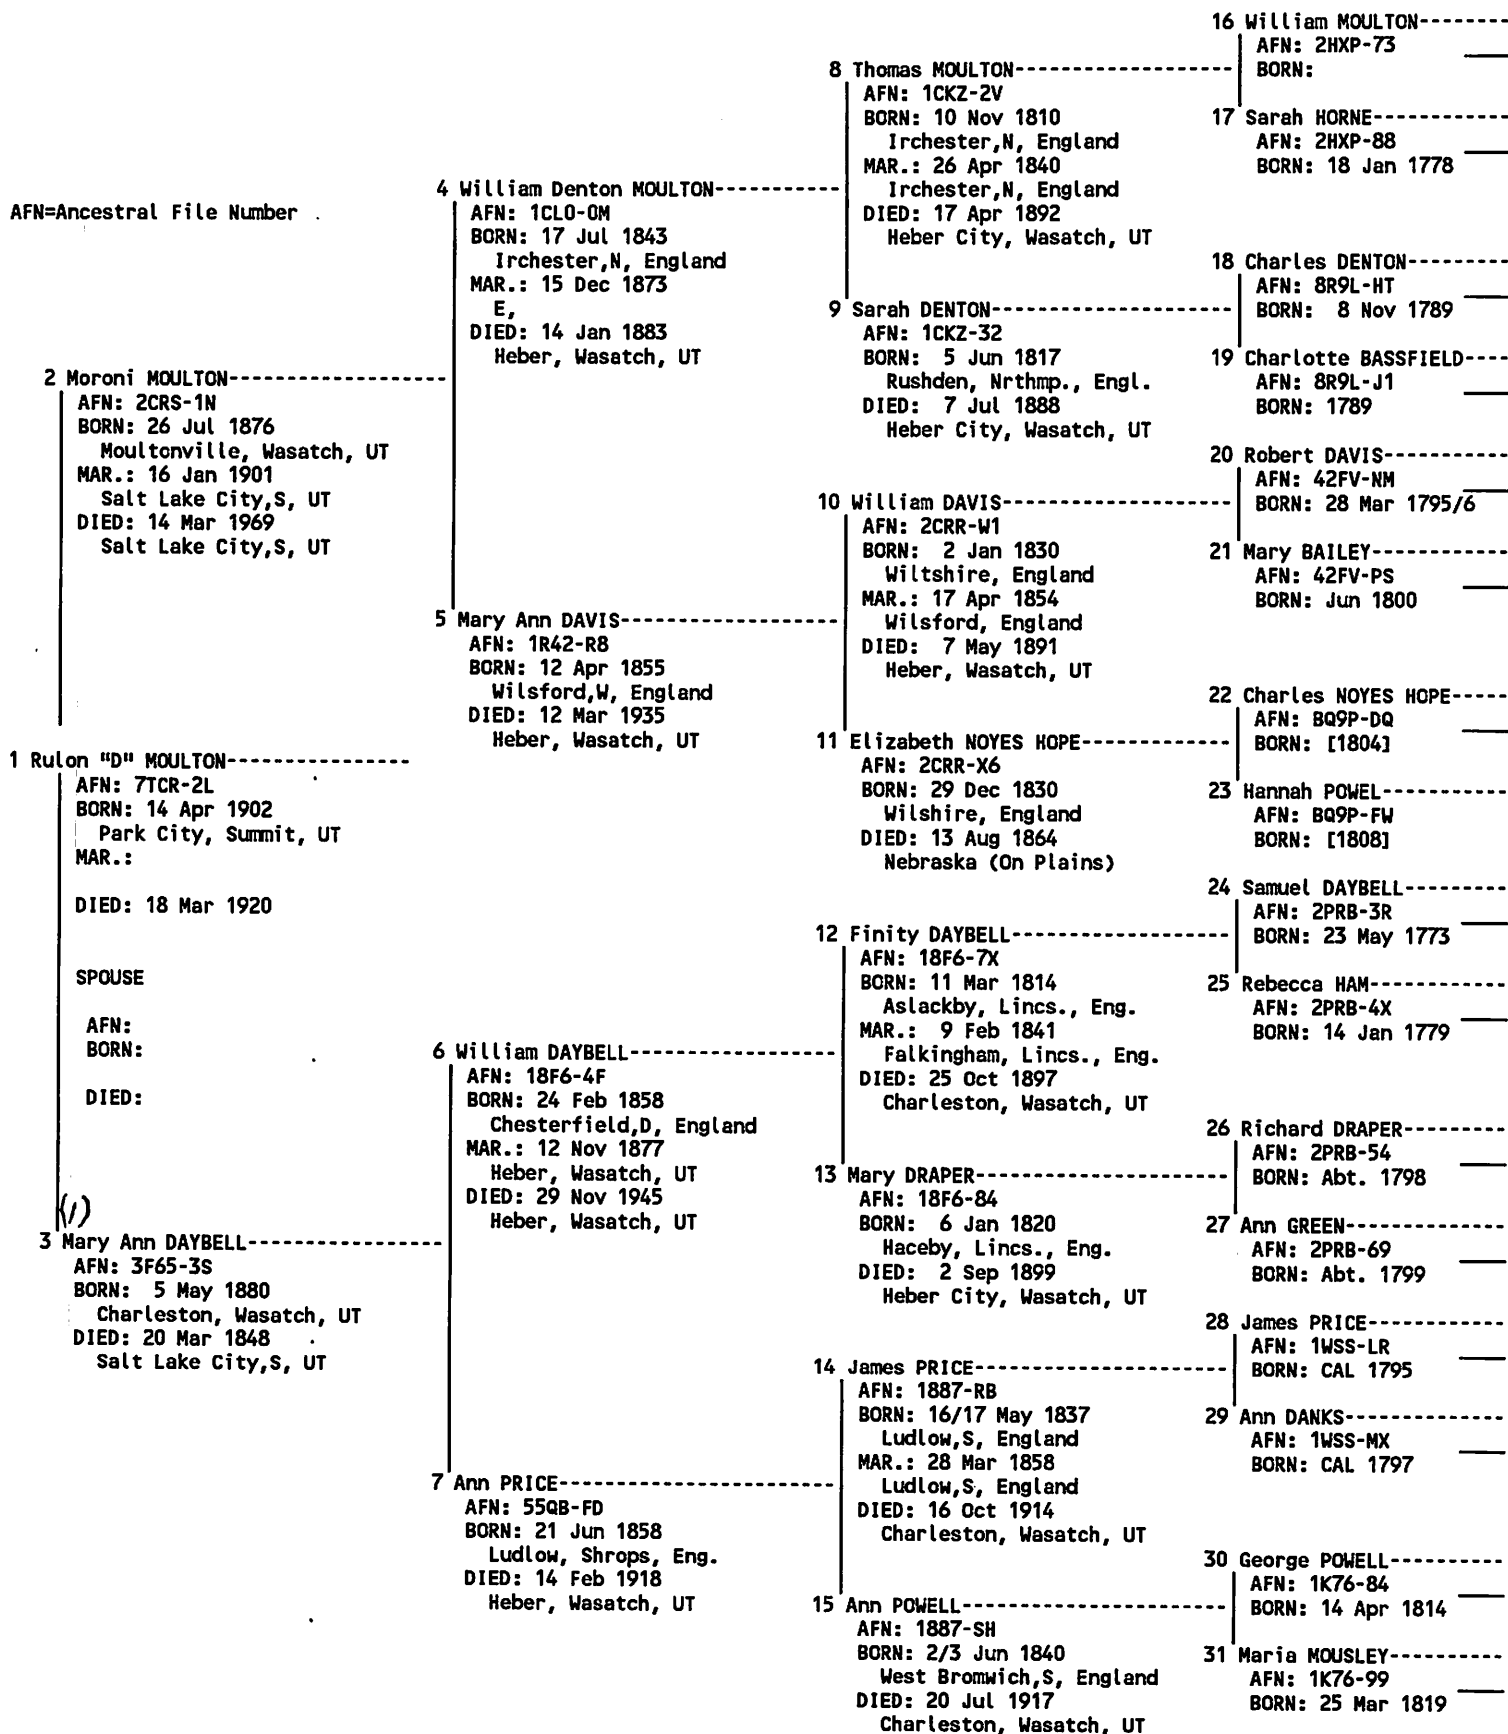 AFN=Ancestral File Number
1 Rulon "D" MOULTON
AFN: 7TCR-2L
BORN: 14 Apr 1902
Park City, Summit, UT
MAR.:
DIED: 18 Mar 1920
SPOUSE
AFN:
BORN:
DIED:
2 Moroni MOULTON
AFN: 2CRS-1N
BORN: 26 Jul 1876
Moultonville, Wasatch, UT
MAR.: 16 Jan 1901
Salt Lake City,S, UT
DIED: 14 Mar 1969
Salt Lake City,S, UT
(1)
3 Mary Ann DAYBELL
AFN: 3F65-3S
BORN: 5 May 1880
Charleston, Wasatch, UT
DIED: 20 Mar 1848
Salt Lake City,S, UT
4 William Denton MOULTON
AFN: 1CL0-0M
BORN: 17 Jul 1843
Irchester,N, England
MAR.: 15 Dec 1873
E,
DIED: 14 Jan 1883
Heber, Wasatch, UT
5 Mary Ann DAVIS
AFN: 1R42-R8
BORN: 12 Apr 1855
Wilsford,W, England
DIED: 12 Mar 1935
Heber, Wasatch, UT
6 William DAYBELL
AFN: 18F6-4F
BORN: 24 Feb 1858
Chesterfield,D, England
MAR.: 12 Nov 1877
Heber, Wasatch, UT
DIED: 29 Nov 1945
Heber, Wasatch, UT
7 Ann PRICE
AFN: 55QB-FD
BORN: 21 Jun 1858
Ludlow, Shrops, Eng.
DIED: 14 Feb 1918
Heber, Wasatch, UT
8 Thomas MOULTON
AFN: 1CKZ-2V
BORN: 10 Nov 1810
Irchester,N, England
MAR.: 26 Apr 1840
Irchester,N, England
DIED: 17 Apr 1892
Heber City, Wasatch, UT
9 Sarah DENTON
AFN: 1CKZ-32
BORN: 5 Jun 1817
Rushden, Nrthmp., Engl.
DIED: 7 Jul 1888
Heber City, Wasatch, UT
10 William DAVIS
AFN: 2CRR-W1
BORN: 2 Jan 1830
Wiltshire, England
MAR.: 17 Apr 1854
Wilsford, England
DIED: 7 May 1891
Heber, Wasatch, UT
11 Elizabeth NOYES HOPE
AFN: 2CRR-X6
BORN: 29 Dec 1830
Wilshire, England
DIED: 13 Aug 1864
Nebraska (On Plains)
12 Finity DAYBELL
AFN: 18F6-7X
BORN: 11 Mar 1814
Aslackby, Lincs., Eng.
MAR.: 9 Feb 1841
Falkingham, Lincs., Eng.
DIED: 25 Oct 1897
Charleston, Wasatch, UT
13 Mary DRAPER
AFN: 18F6-84
BORN: 6 Jan 1820
Haceby, Lincs., Eng.
DIED: 2 Sep 1899
Heber City, Wasatch, UT
14 James PRICE
AFN: 1887-RB
BORN: 16/17 May 1837
Ludlow,S, England
MAR.: 28 Mar 1858
Ludlow,S, England
DIED: 16 Oct 1914
Charleston, Wasatch, UT
15 Ann POWELL
AFN: 1887-SH
BORN: 2/3 Jun 1840
West Bromwich,S, England
DIED: 20 Jul 1917
Charleston, Wasatch, UT
16 William MOULTON
AFN: 2HXP-73
BORN:
17 Sarah HORNE
AFN: 2HXP-88
BORN: 18 Jan 1778
18 Charles DENTON
AFN: 8R9L-HT
BORN: 8 Nov 1789
19 Charlotte BASSFIELD
AFN: 8R9L-J1
BORN: 1789
20 Robert DAVIS
AFN: 42FV-NM
BORN: 28 Mar 1795/6
21 Mary BAILEY
AFN: 42FV-PS
BORN: Jun 1800
22 Charles NOYES HOPE
AFN: BQ9P-DQ
BORN: [1804]
23 Hannah POWEL
AFN: BQ9P-FW
BORN: [1808]
24 Samuel DAYBELL
AFN: 2PRB-3R
BORN: 23 May 1773
25 Rebecca HAM
AFN: 2PRB-4X
BORN: 14 Jan 1779
26 Richard DRAPER
AFN: 2PRB-54
BORN: Abt. 1798
27 Ann GREEN
AFN: 2PRB-69
BORN: Abt. 1799
28 James PRICE
AFN: 1WSS-LR
BORN: CAL 1795
29 Ann DANKS
AFN: 1WSS-MX
BORN: CAL 1797
30 George POWELL
AFN: 1K76-84
BORN: 14 Apr 1814
31 Maria MOUSLEY
AFN: 1K76-99
BORN: 25 Mar 1819